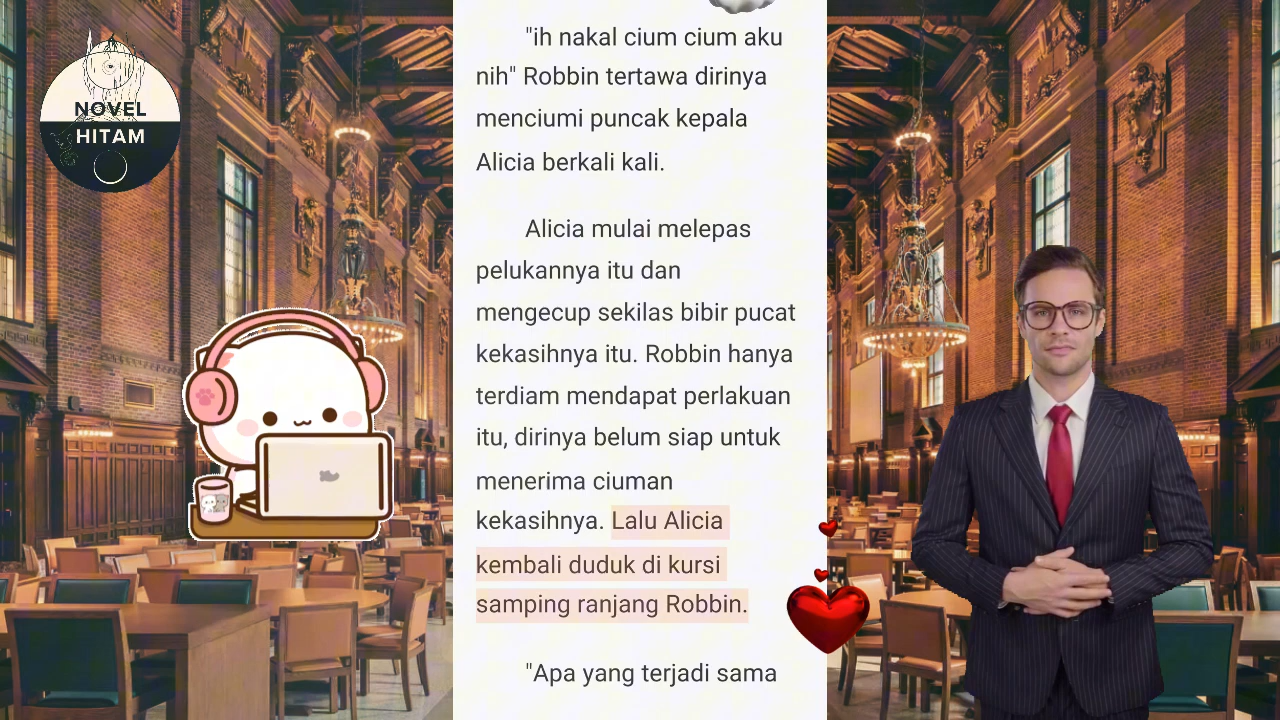 NOVEL
HITAM
"ih nakal cium cium aku
nih" Robbin tertawa dirinya
menciumi puncak kepala
Alicia berkali kali.
Alicia mulai melepas
pelukannya itu dan
mengecup sekilas bibir pucat
kekasihnya itu. Robbin hanya
terdiam mendapat perlakuan
itu, dirinya belum siap untuk
menerima ciuman
kekasihnya. Lalu Alicia
kembali duduk di kursi
samping ranjang Robbin.
"Apa yang terjadi sama